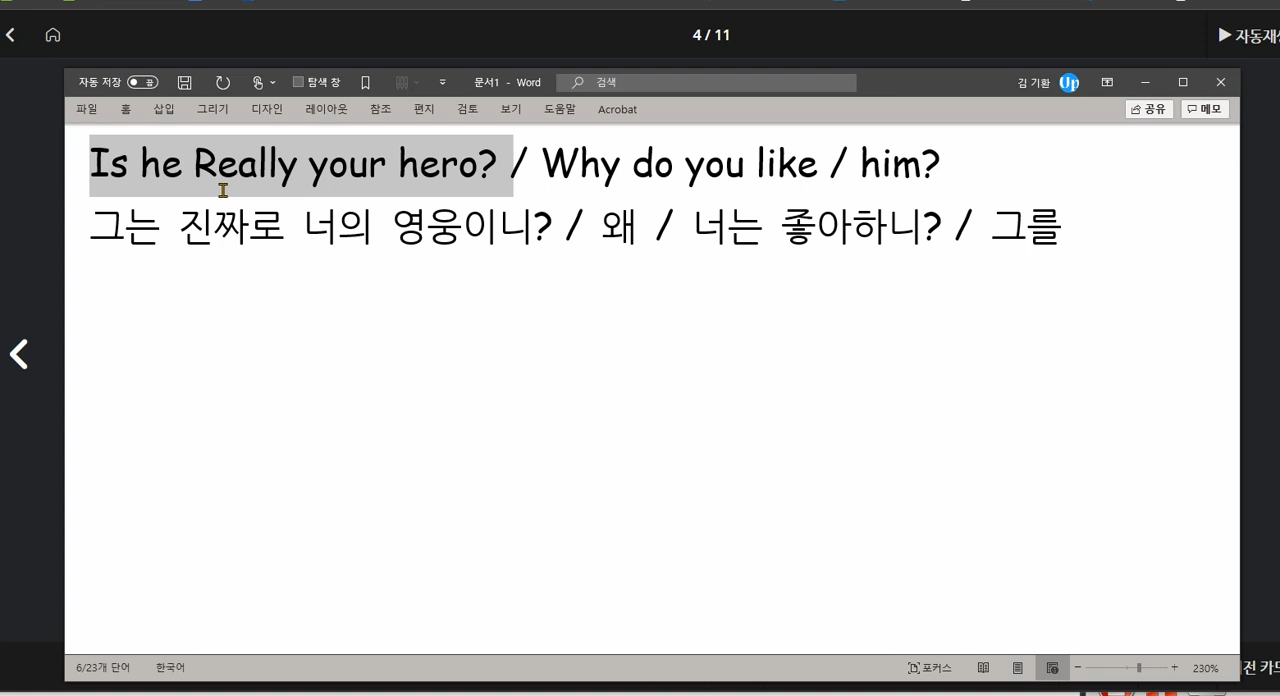 4 / 11
▶ 자동재생
자동 저장 끔 탐색 창 문서1 - Word 검색 김 기환 Up
파일 홈 삽입 그리기 디자인 레이아웃 참조 편지 검토 보기 도움말 Acrobat 공유 메모
Is he Really your hero? / Why do you like / him?
그는 진짜로 너의 영웅이니? / 왜 / 너는 좋아하니? / 그를
6/23개 단어 한국어 포커스 - + 230%